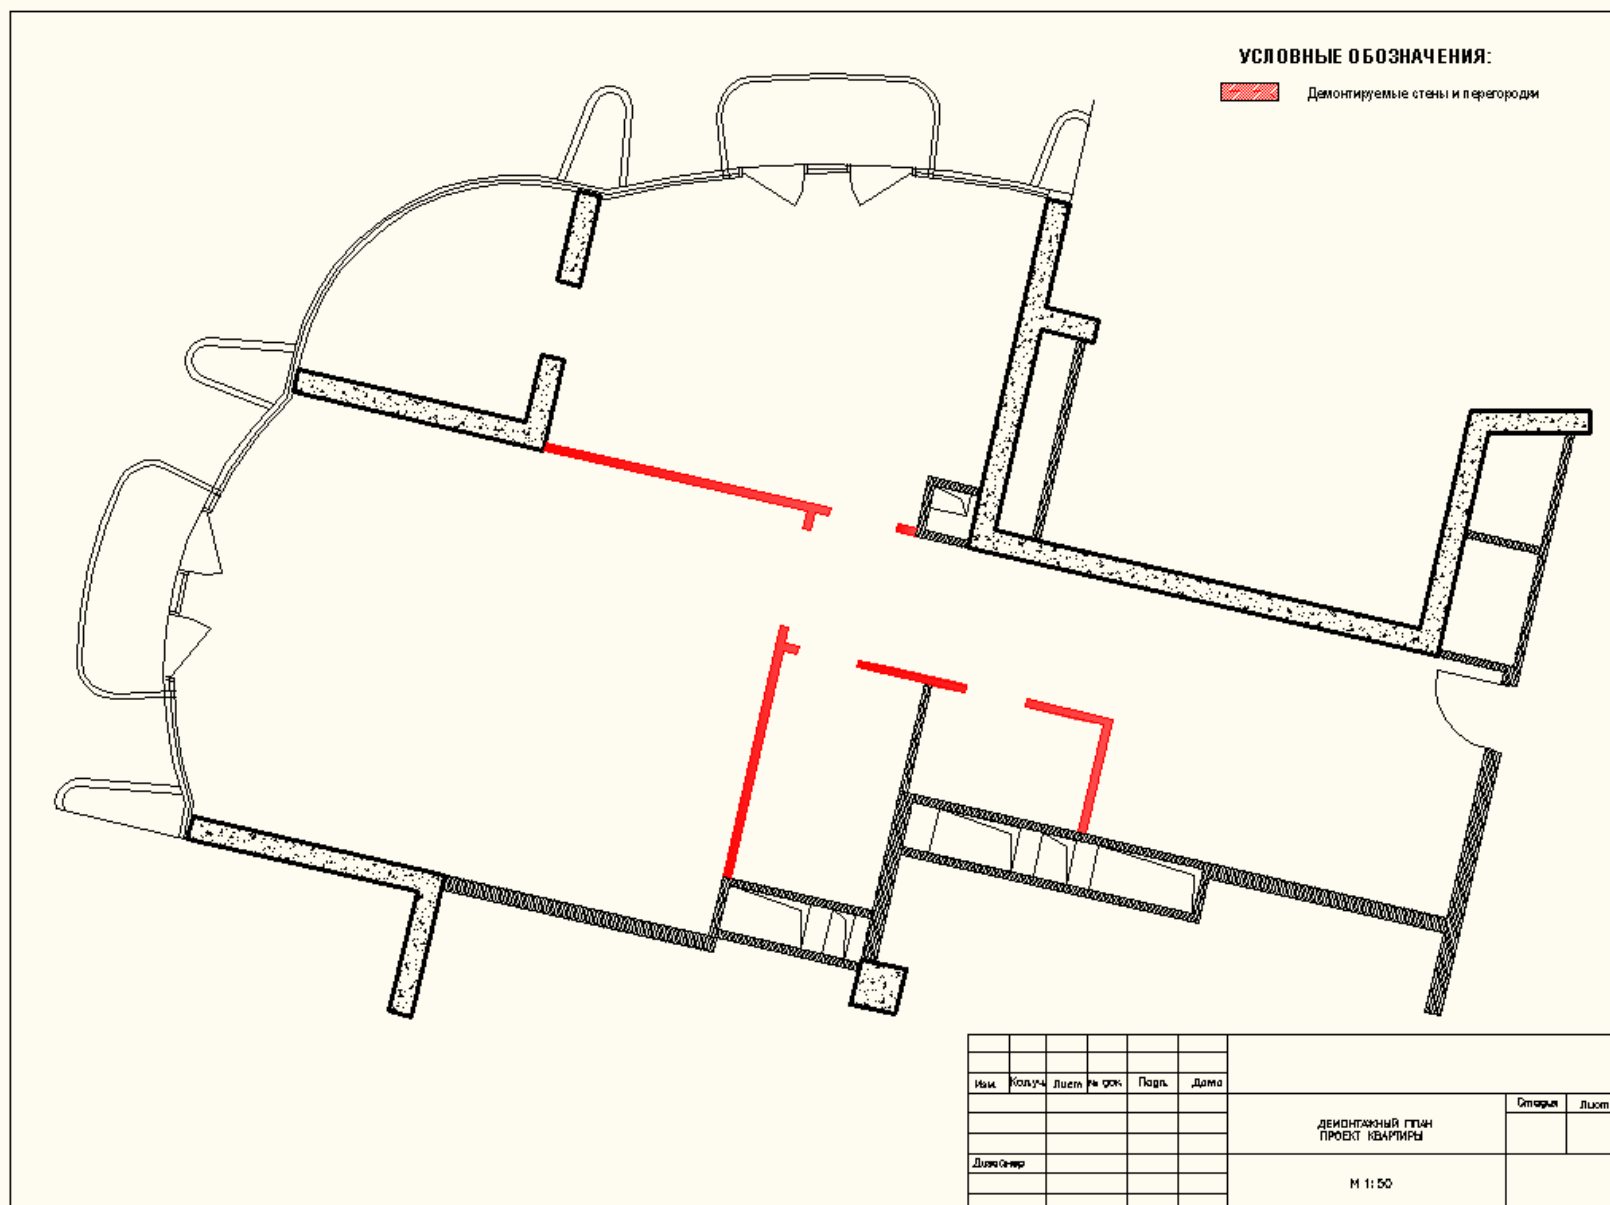 УСЛОВНЫЕ ОБОЗНАЧЕНИЯ:
Демонтируемые стены и перегородки
Изм. Кол.уч. Лист № док. Подп. Дата
Стадия Лист
ДЕМОНТАЖНЫЙ ПЛАН
ПРОЕКТ КВАРТИРЫ
Дизайнер
М 1:50